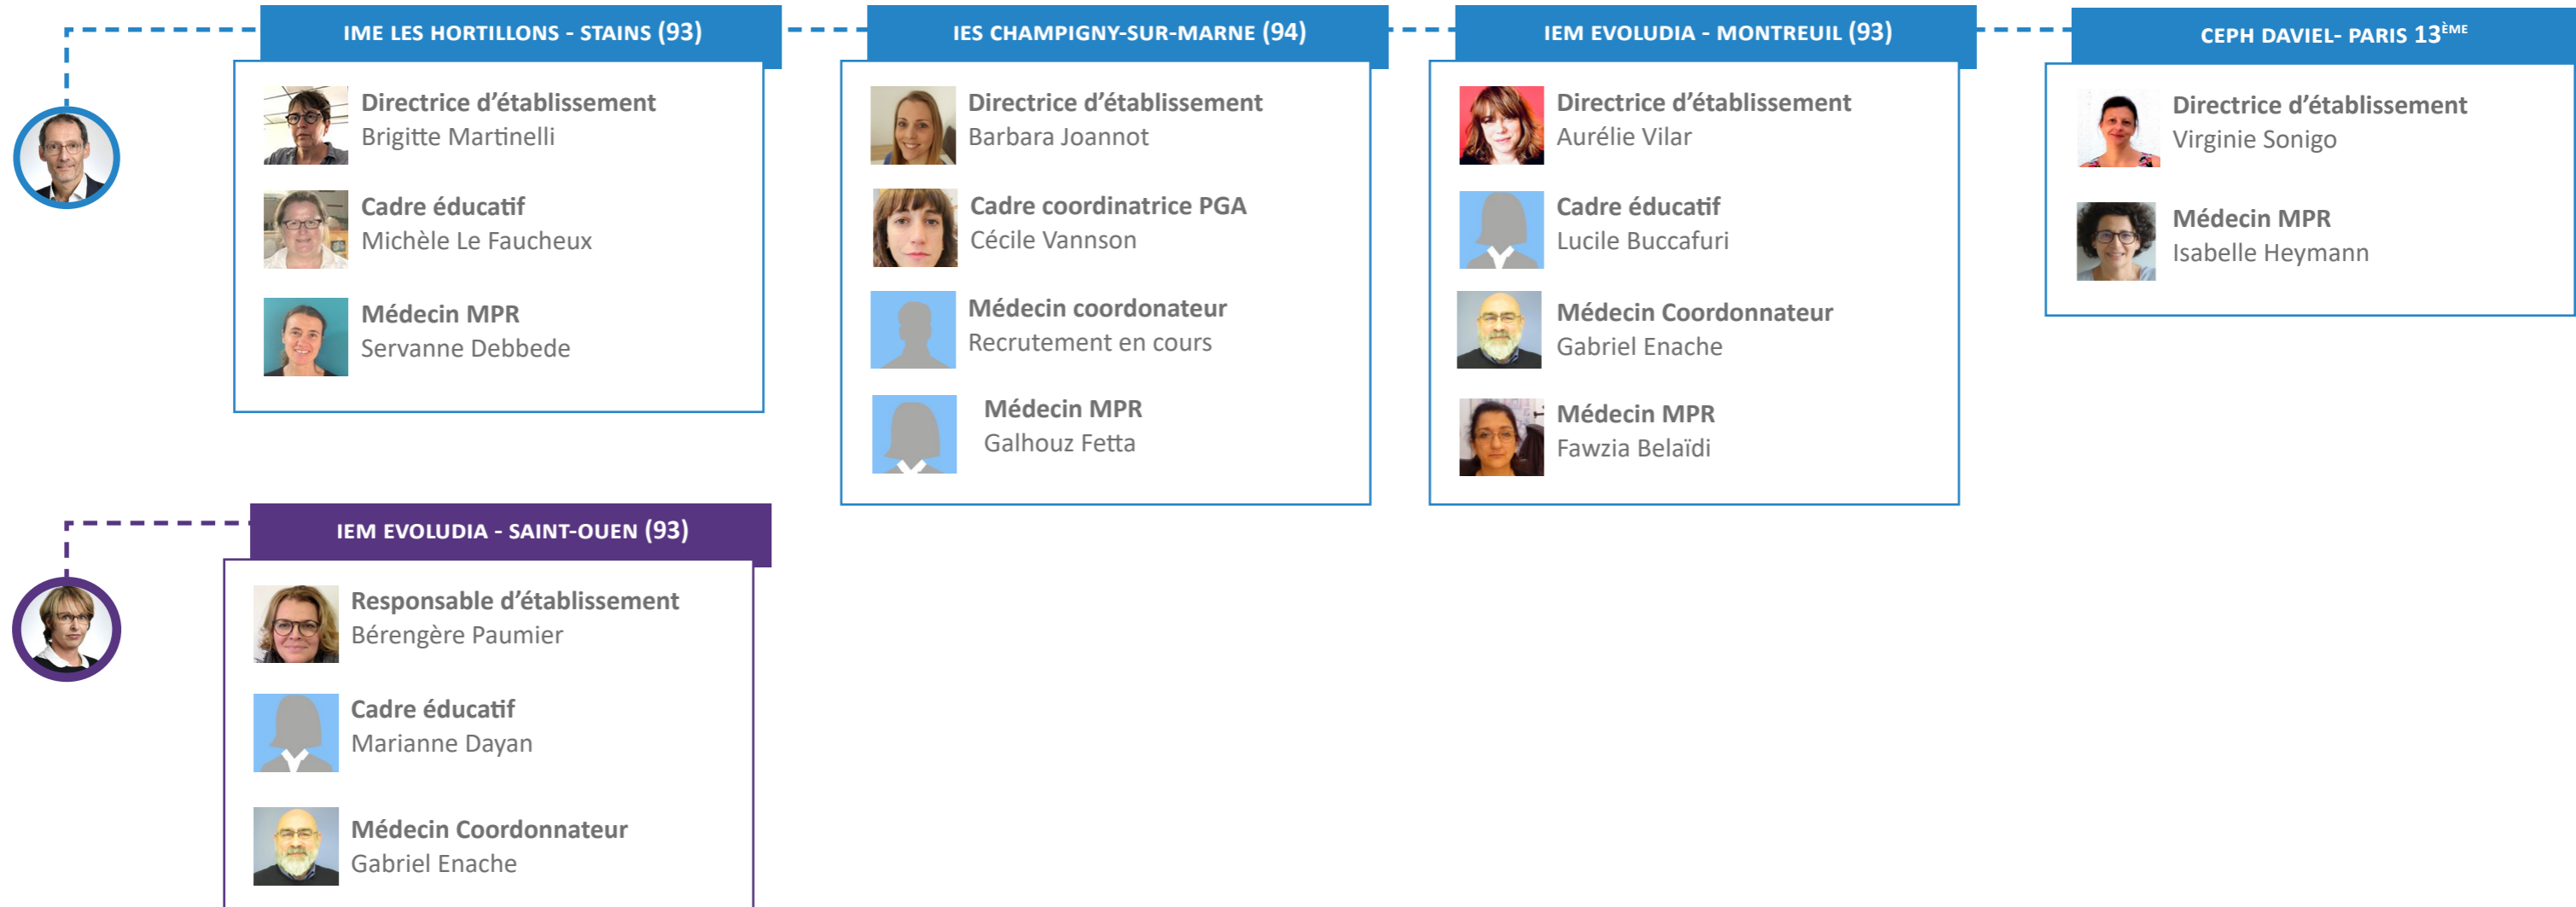 IME LES HORTILLONS - STAINS (93)
Directrice d’établissement
Brigitte Martinelli
Cadre éducatif
Michèle Le Faucheux
Médecin MPR
Servanne Debbede
IES CHAMPIGNY-SUR-MARNE (94)
Directrice d’établissement
Barbara Joannot
Cadre coordinatrice PGA
Cécile Vannson
Médecin coordonateur
Recrutement en cours
Médecin MPR
Galhouz Fetta
IEM EVOLUDIA - MONTREUIL (93)
Directrice d’établissement
Aurélie Vilar
Cadre éducatif
Lucile Buccafuri
Médecin Coordonnateur
Gabriel Enache
Médecin MPR
Fawzia Belaïdi
CEPH DAVIEL- PARIS 13ÈME
Directrice d’établissement
Virginie Sonigo
Médecin MPR
Isabelle Heymann
IEM EVOLUDIA - SAINT-OUEN (93)
Responsable d’établissement
Bérengère Paumier
Cadre éducatif
Marianne Dayan
Médecin Coordonnateur
Gabriel Enache